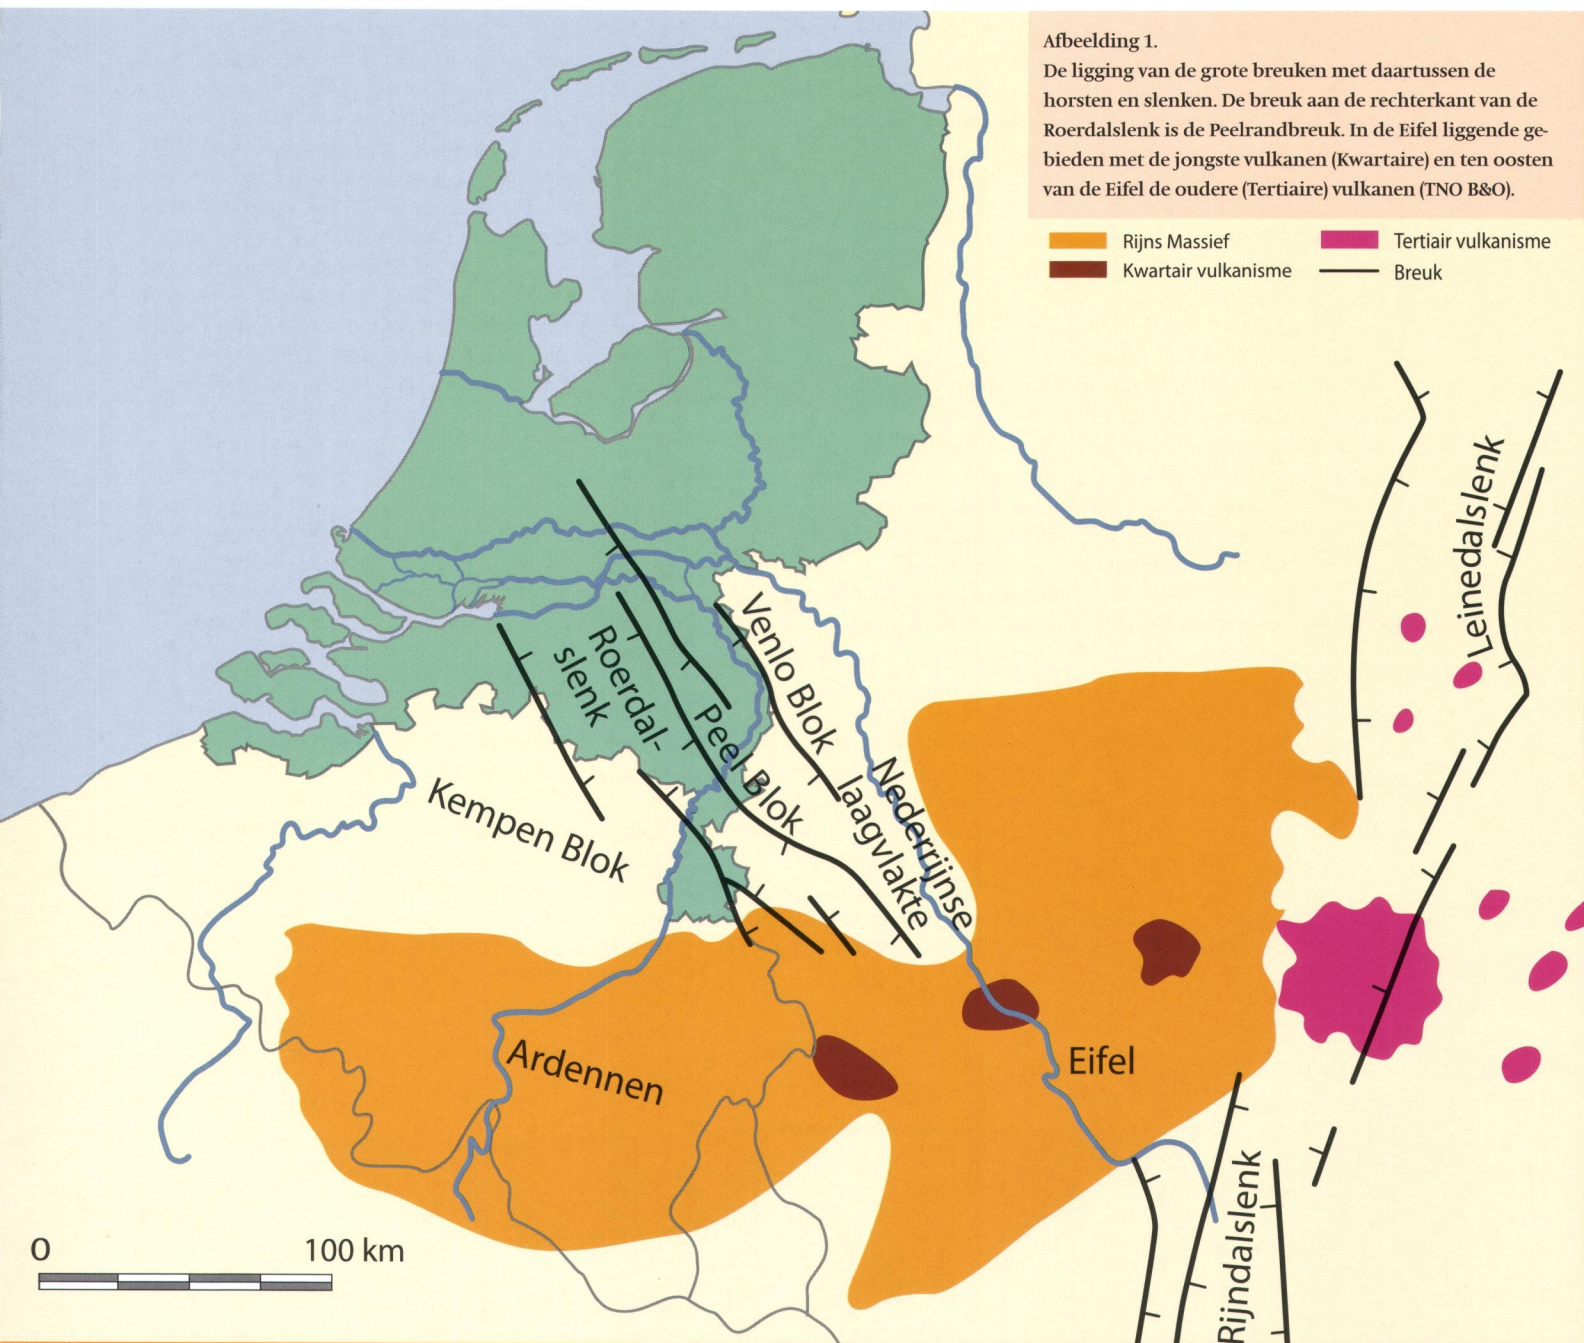 Afbeelding 1.
De ligging van de grote breuken met daartussen de
horsten en slenken. De breuk aan de rechterkant van de
Roerdalslenk is de Peelrandbreuk. In de Eifel liggende ge-
bieden met de jongste vulkanen (Kwartaire) en ten oosten
van de Eifel de oudere (Tertiaire) vulkanen (TNO B&O).
Rijns Massief
Kwartair vulkanisme
Tertiair vulkanisme
Breuk
Leinedalslenk
Venlo Blok
Roerdal-
slenk
Peel Blok
Kempen Blok
Nederrijnse
laagvlakte
Ardennen
Eifel
Rijndalslenk
0 100 km